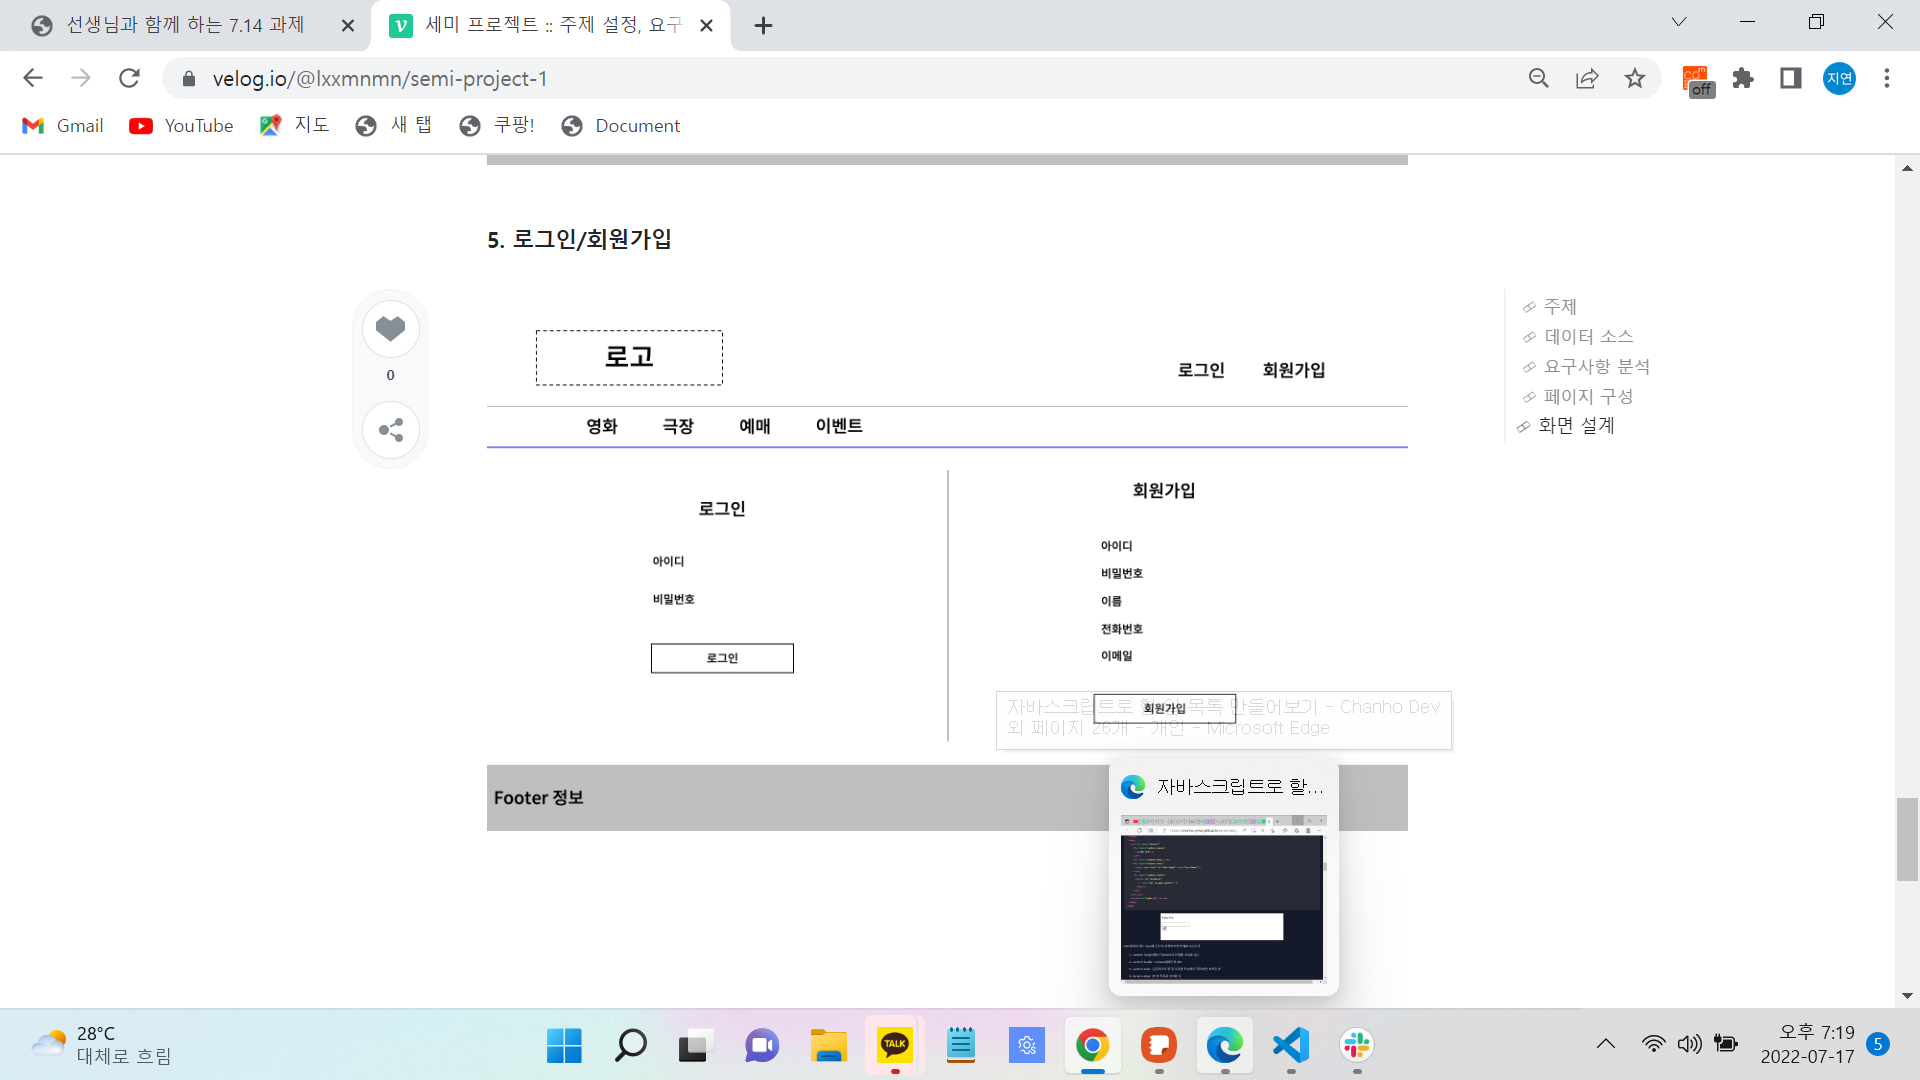 선생님과 함께 하는 7.14 과제
세미 프로젝트 :: 주제 설정, 요구
velog.io/@lxxmnmn/semi-project-1
off
지연
Gmail
YouTube
지도
새 탭
쿠팡!
Document
5. 로그인/회원가입
0
주제
데이터 소스
요구사항 분석
페이지 구성
화면 설계
로고
로그인
회원가입
영화
극장
예매
이벤트
로그인
아이디
비밀번호
로그인
회원가입
아이디
비밀번호
이름
전화번호
이메일
회원가입
자바스크립트로 할 일 목록 만들어보기 - Chanho Dev
외 페이지 26개 - 개인 - Microsoft Edge
Footer 정보
자바스크립트로 할...
28°C
대체로 흐림
TALK
오후 7:19
2022-07-17
5